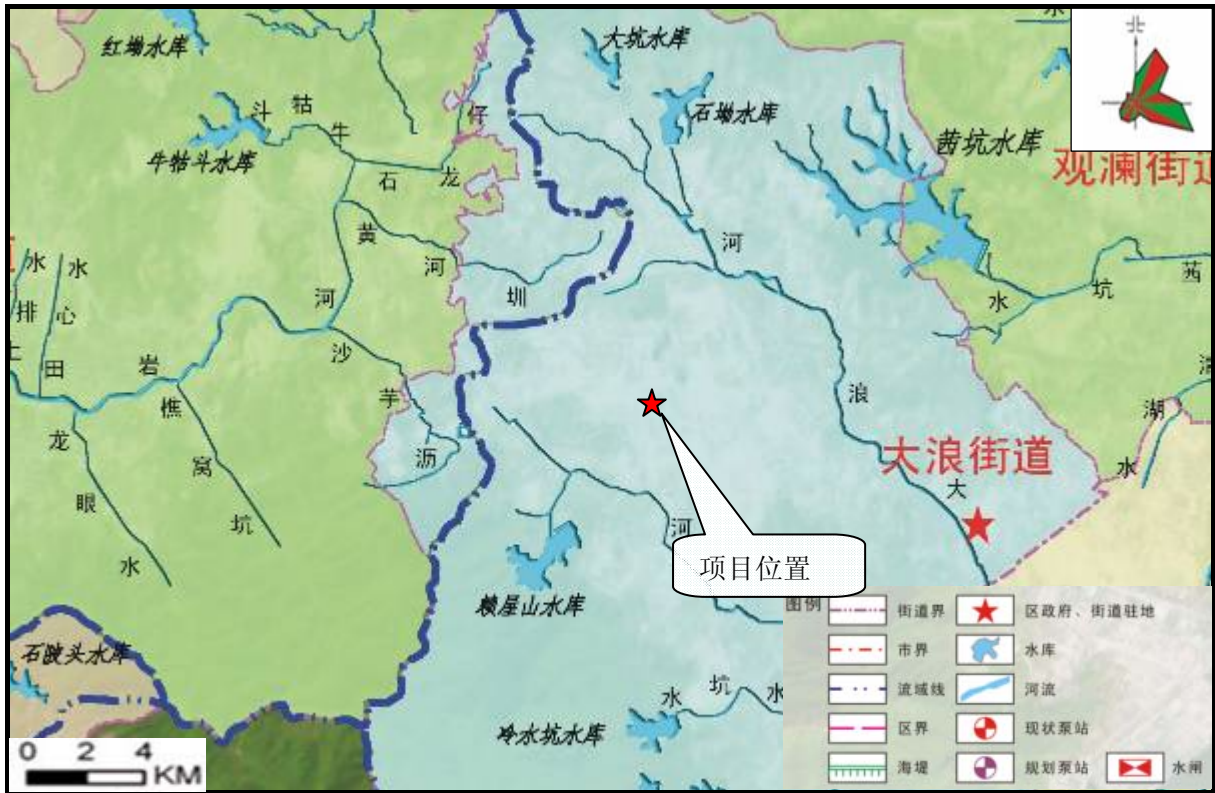 红坳水库
大坑水库
石坳水库
牛牯斗水库
茜坑水库
观澜街道
斗牯牛
石龙仔
黄河
圳
河
水
水
排
心
田
河
沙
芋
沥
岩
樵窝坑
龙眼水
河
浪
大
大浪街道
水
坑
茜
湖
水
河
项目位置
赖屋山水库
石陂头水库
冷水坑水库
水坑水
0 2 4
KM
图例
街道界
区政府、街道驻地
市界
水库
流域线
河流
区界
现状泵站
海堤
规划泵站
水闸